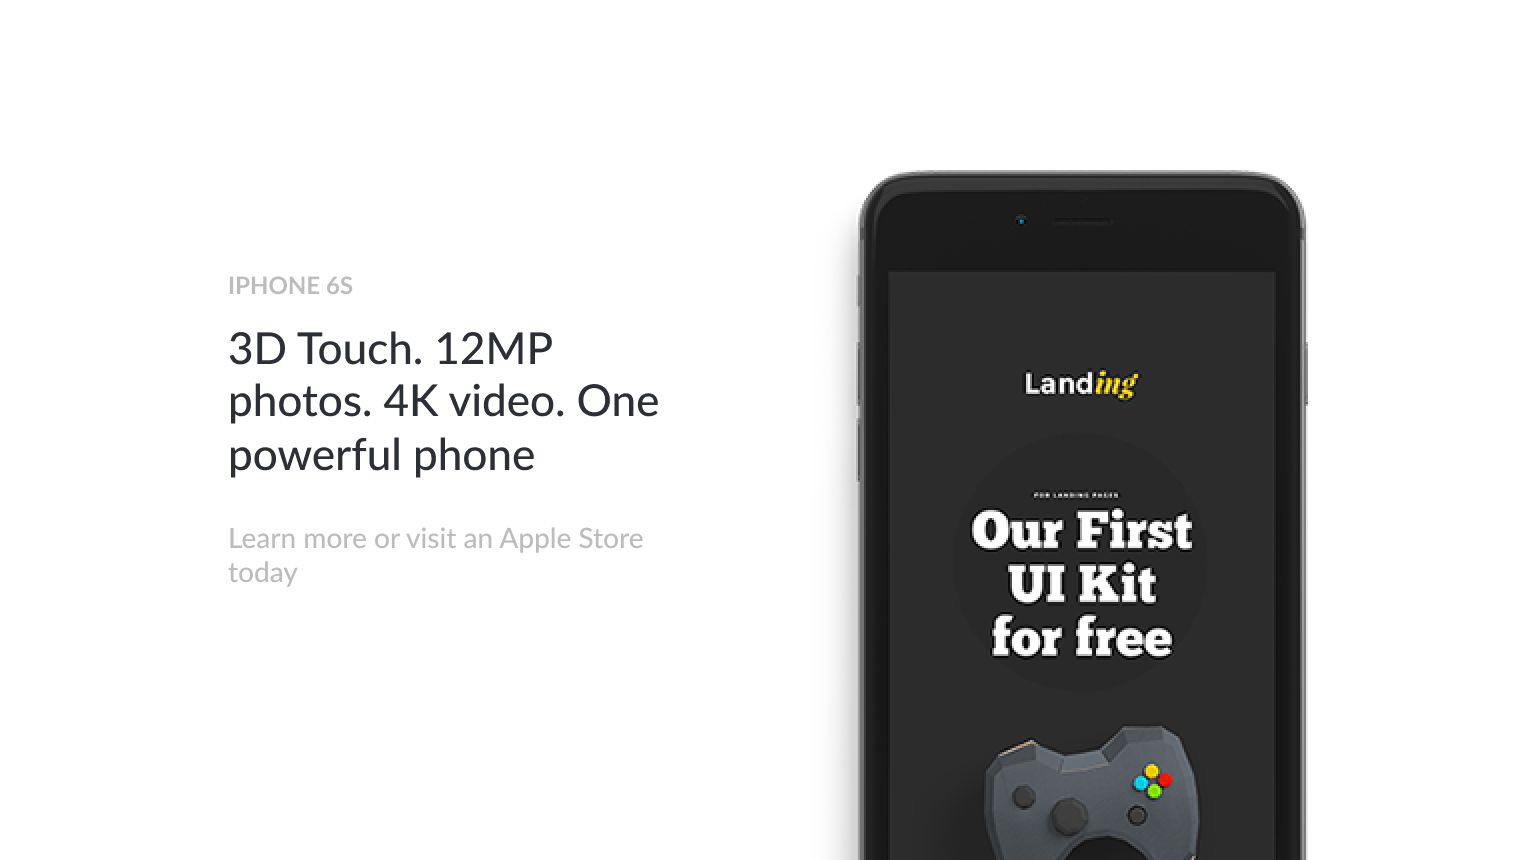 IPHONE 6S
3D Touch. 12MP
photos. 4K video. One
powerful phone
Learn more or visit an Apple Store
today
Landing
FOR LANDING PAGES
Our First
UI Kit
for free